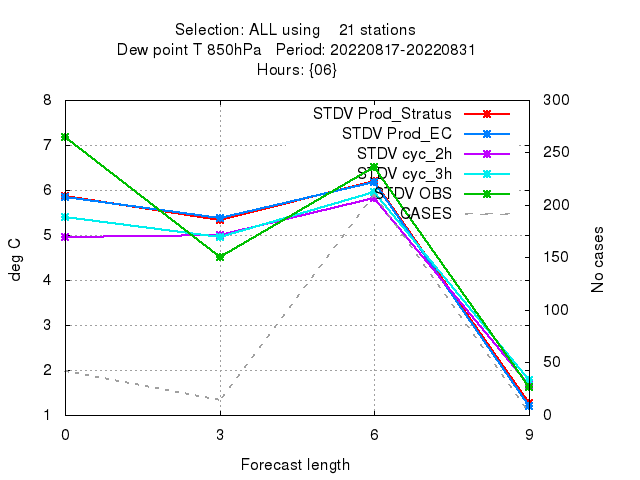 Selection: ALL using    21 stations
Dew point T 850hPa   Period: 20220817-20220831
Hours: {06}
8
7
6
5
4
3
2
1
deg C
300
250
200
150
100
50
0
No cases
STDV Prod_Stratus
STDV Prod_EC
STDV cyc_2h
STDV cyc_3h
STDV OBS
CASES
0 3 6 9
Forecast length